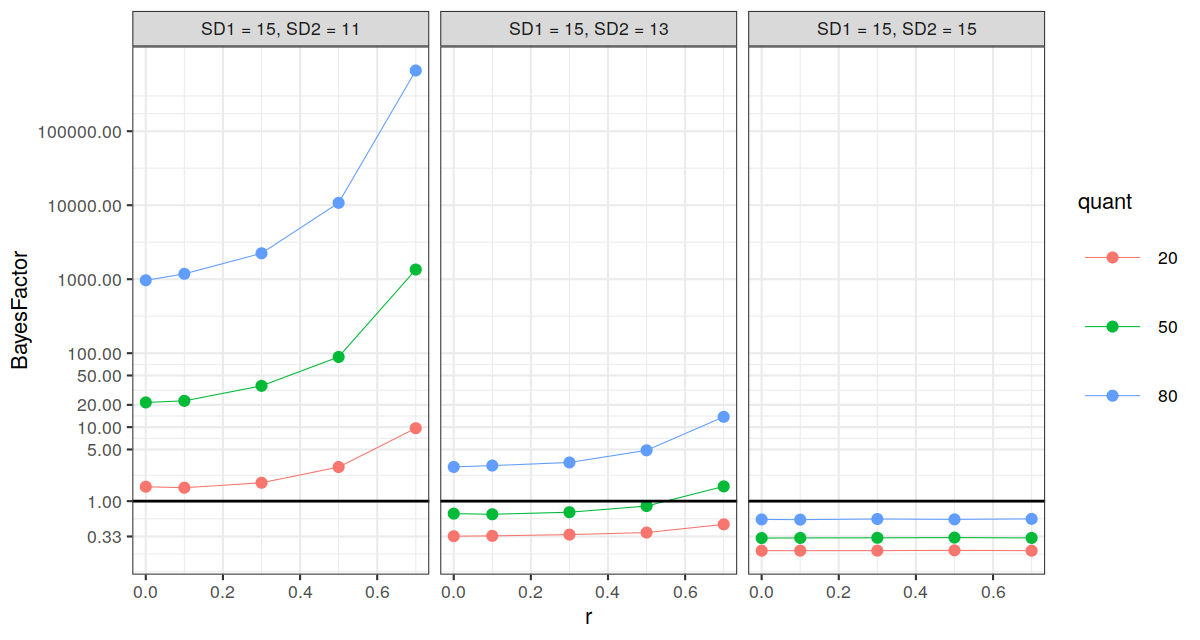 SD1 = 15, SD2 = 11
SD1 = 15, SD2 = 13
SD1 = 15, SD2 = 15
BayesFactor
100000.00
10000.00
1000.00
100.00
50.00
20.00
10.00
5.00
1.00
0.33
0.0 0.2 0.4 0.6
0.0 0.2 0.4 0.6
0.0 0.2 0.4 0.6
r
quant
20
50
80